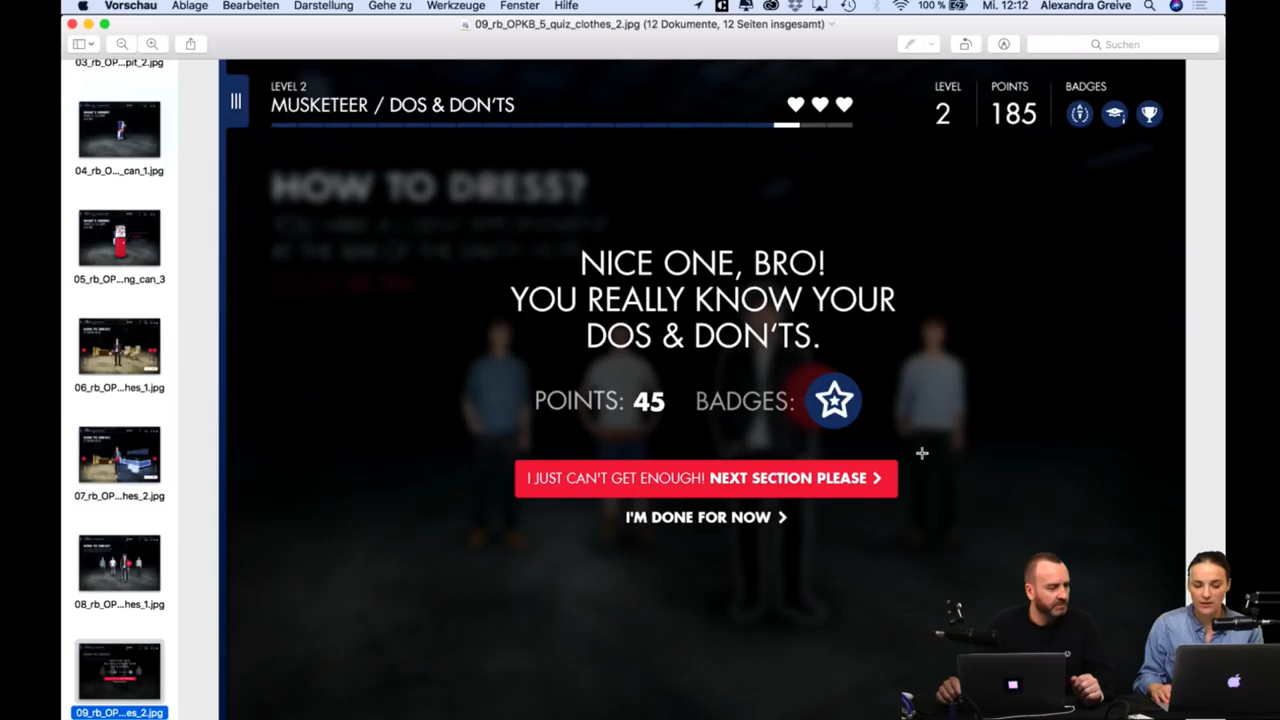 Vorschau Ablage Bearbeiten Darstellung Gehe zu Werkzeuge Fenster Hilfe 100 % Mi. 12:12 Alexandra Greive
09_rb_OPKB_5_quiz_clothes_2.jpg (12 Dokumente, 12 Seiten insgesamt)
Suchen
03_rb_OP...pit_2.jpg
04_rb_O..._can_1.jpg
05_rb_OP...ng_can_3
06_rb_OP...hes_1.jpg
07_rb_OP...hes_2.jpg
08_rb_OP...hes_1.jpg
09_rb_OP...es_2.jpg
LEVEL 2
MUSKETEER / DOS & DON'TS
LEVEL
2
POINTS
185
BADGES
HOW TO DRESS?
NICE ONE, BRO!
YOU REALLY KNOW YOUR
DOS & DON'TS.
POINTS: 45 BADGES:
I JUST CAN'T GET ENOUGH! NEXT SECTION PLEASE >
I'M DONE FOR NOW >